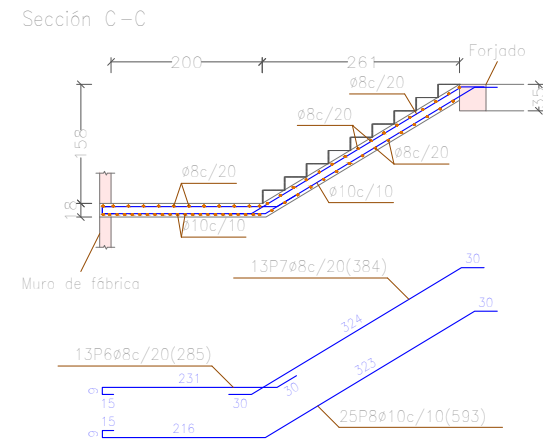 Sección C-C
200
261
Forjado
ø8c/20
35
ø8c/20
158
ø8c/20
ø8c/20
ø10c/10
18
ø10c/10
Muro de fábrica
13P7ø8c/20(384)
30
30
324
323
13P6ø8c/20(285)
231
30
9
15
30
15
9
216
25P8ø10c/10(593)